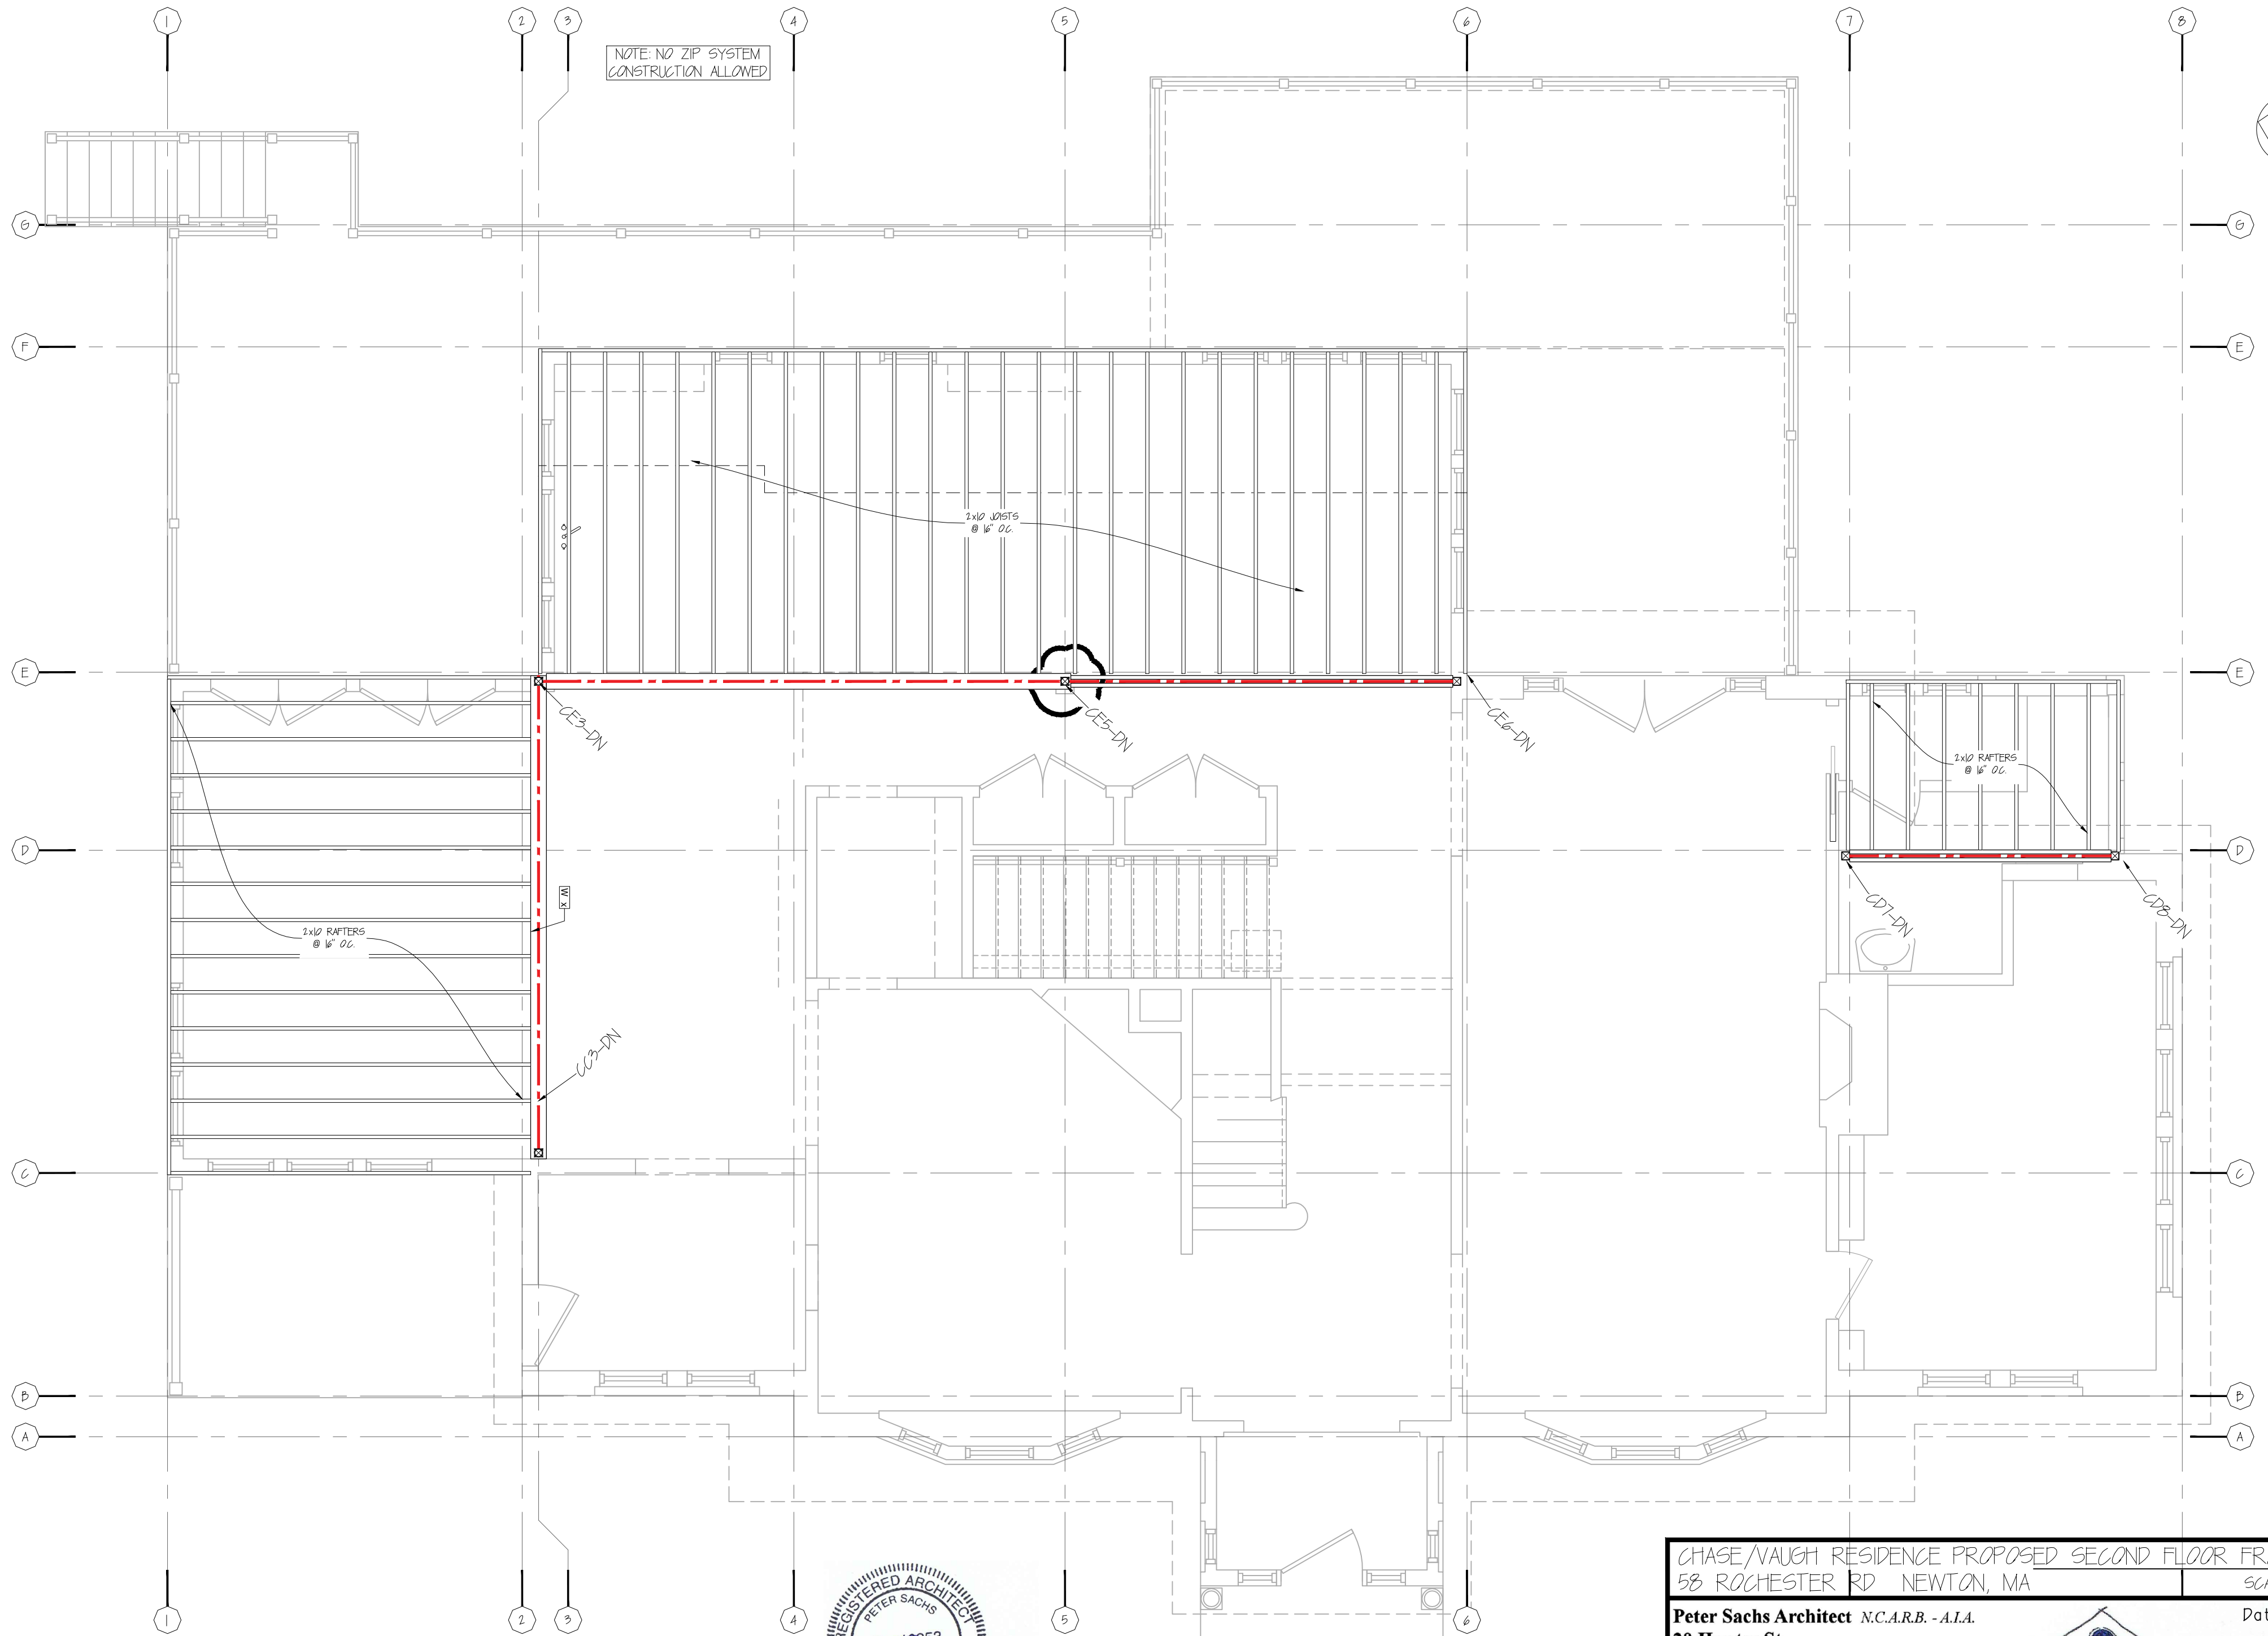 1 2 3 4 5 6 7 8
NOTE: NO ZIP SYSTEM
CONSTRUCTION ALLOWED
G G
F E
2x10 JOISTS
@ 16" O.C.
E E
CE3-DN
CE5-DN
CE6-DN
2x10 RAFTERS
@ 16" O.C.
D D
W x
CD7-DN
CD8-DN
2x10 RAFTERS
@ 16" O.C.
CC3-DN
C C
B B
A A
CHASE/VAUGH RESIDENCE PROPOSED SECOND FLOOR
58 ROCHESTER RD NEWTON, MA
REGISTERED ARCHITECT
PETER SACHS
1 2 3 4 5 6
Peter Sachs Architect N.C.A.R.B. - A.I.A.